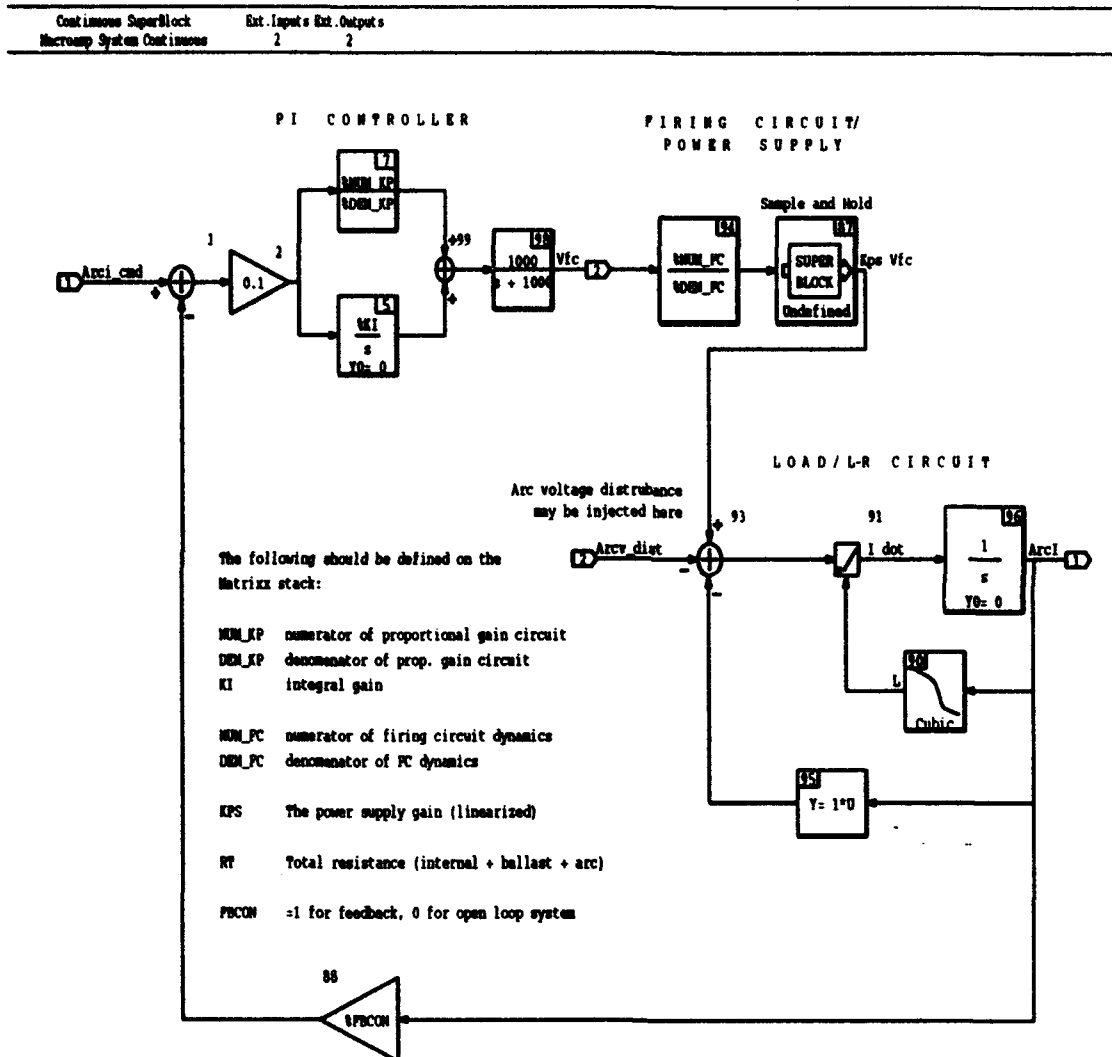 Continuous SuperBlock Ext.Inputs Ext.Outputs
Macroamp System Continuous 2 2
PI CONTROLLER
FIRING CIRCUIT/
POWER SUPPLY
7
%NUM_KP
%DEN_KP
Sample and Hold
94
%NUM_FC
%DEN_FC
87
SUPER
BLOCK
Undefined
Kps Vfc
1
2
+99
98
1000
s + 1000
Vfc
2
1
Arci_cmd
+
-
0.1
+
5
%KI
s
Y0= 0
LOAD/L-R CIRCUIT
Arc voltage distrubance
may be injected here
+
93
91
96
1
s
Y0= 0
2
Arcv_dist
-
-
I dot
ArcI
1
90
L
Cubic
95
Y= 1*U
The following should be defined on the
Matrixx stack:
NUM_KP numerator of proportional gain circuit
DEN_KP denomenator of prop. gain circuit
KI integral gain
NUM_FC numerator of firing circuit dynamics
DEN_FC denomenator of FC dynamics
KPS The power supply gain (linearized)
RT Total resistance (internal + ballast + arc)
FBCON =1 for feedback, 0 for open loop system
88
%FBCON